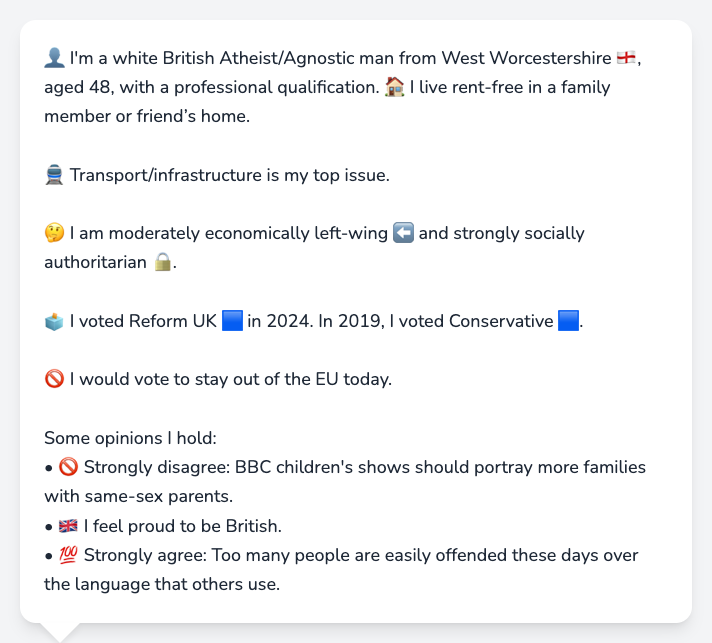 👤 I'm a white British Atheist/Agnostic man from West Worcestershire 🏴󠁧󠁢󠁥󠁮󠁧󠁿,
aged 48, with a professional qualification. 🏠 I live rent-free in a family
member or friend’s home.
🚆 Transport/infrastructure is my top issue.
🤔 I am moderately economically left-wing ⬅️ and strongly socially
authoritarian 🔒.
🗳️ I voted Reform UK 🟦 in 2024. In 2019, I voted Conservative 🟦.
🚫 I would vote to stay out of the EU today.
Some opinions I hold:
• 🚫 Strongly disagree: BBC children's shows should portray more families
with same-sex parents.
• 🇬🇧 I feel proud to be British.
• 💯 Strongly agree: Too many people are easily offended these days over
the language that others use.